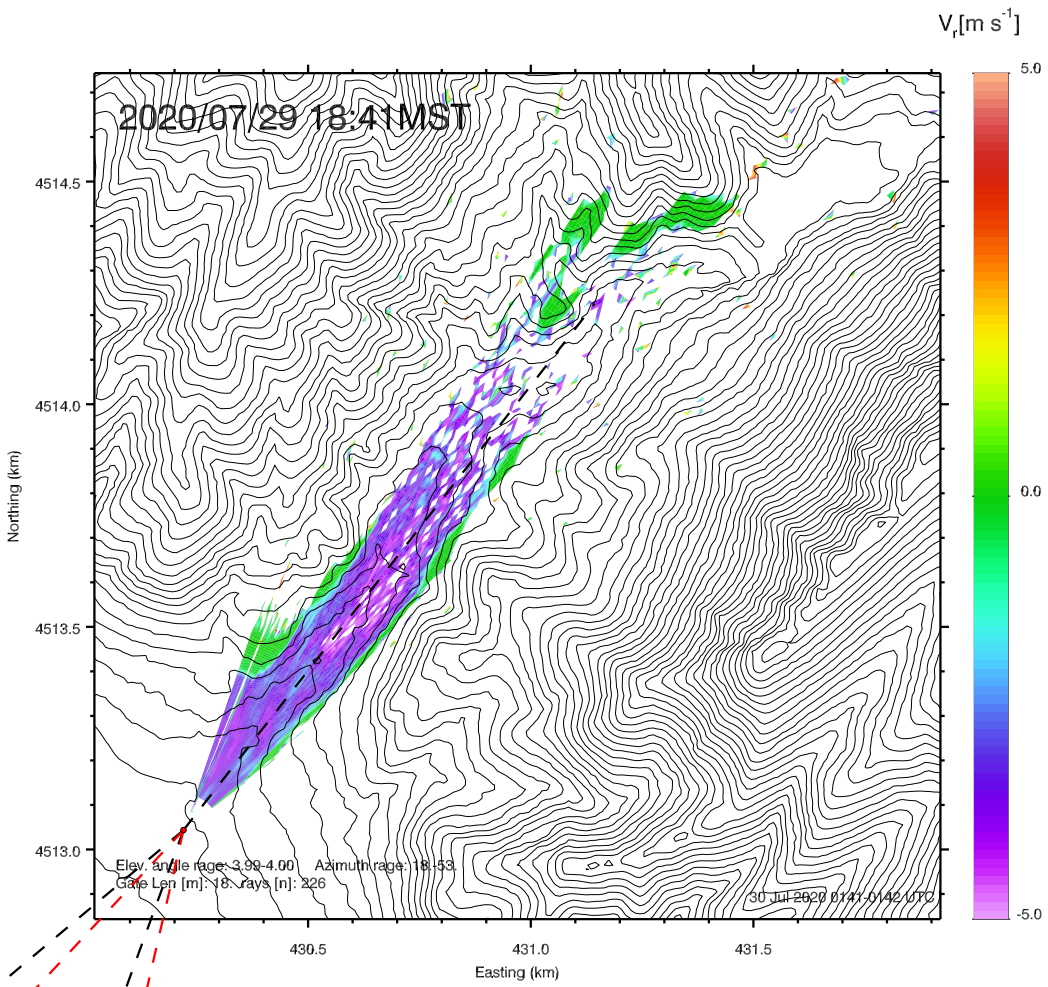 Vr[m s-1]
5.0
2020/07/29 18:41MST
4514.5
4514.0
0.0
Northing (km)
4513.5
4513.0
Elev. angle rage: 3.99-4.00 Azimuth rage: 18.-53.
Gate Len [m]: 18. rays [n]: 226
30 Jul 2020 0141-0142 UTC
-5.0
430.5 431.0 431.5
Easting (km)